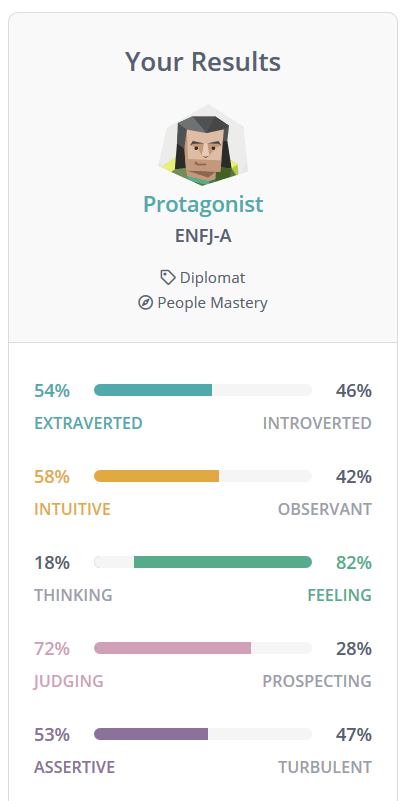 Your Results
Protagonist
ENFJ-A
Diplomat
People Mastery
54% 46%
EXTRAVERTED INTROVERTED
58% 42%
INTUITIVE OBSERVANT
18% 82%
THINKING FEELING
72% 28%
JUDGING PROSPECTING
53% 47%
ASSERTIVE TURBULENT